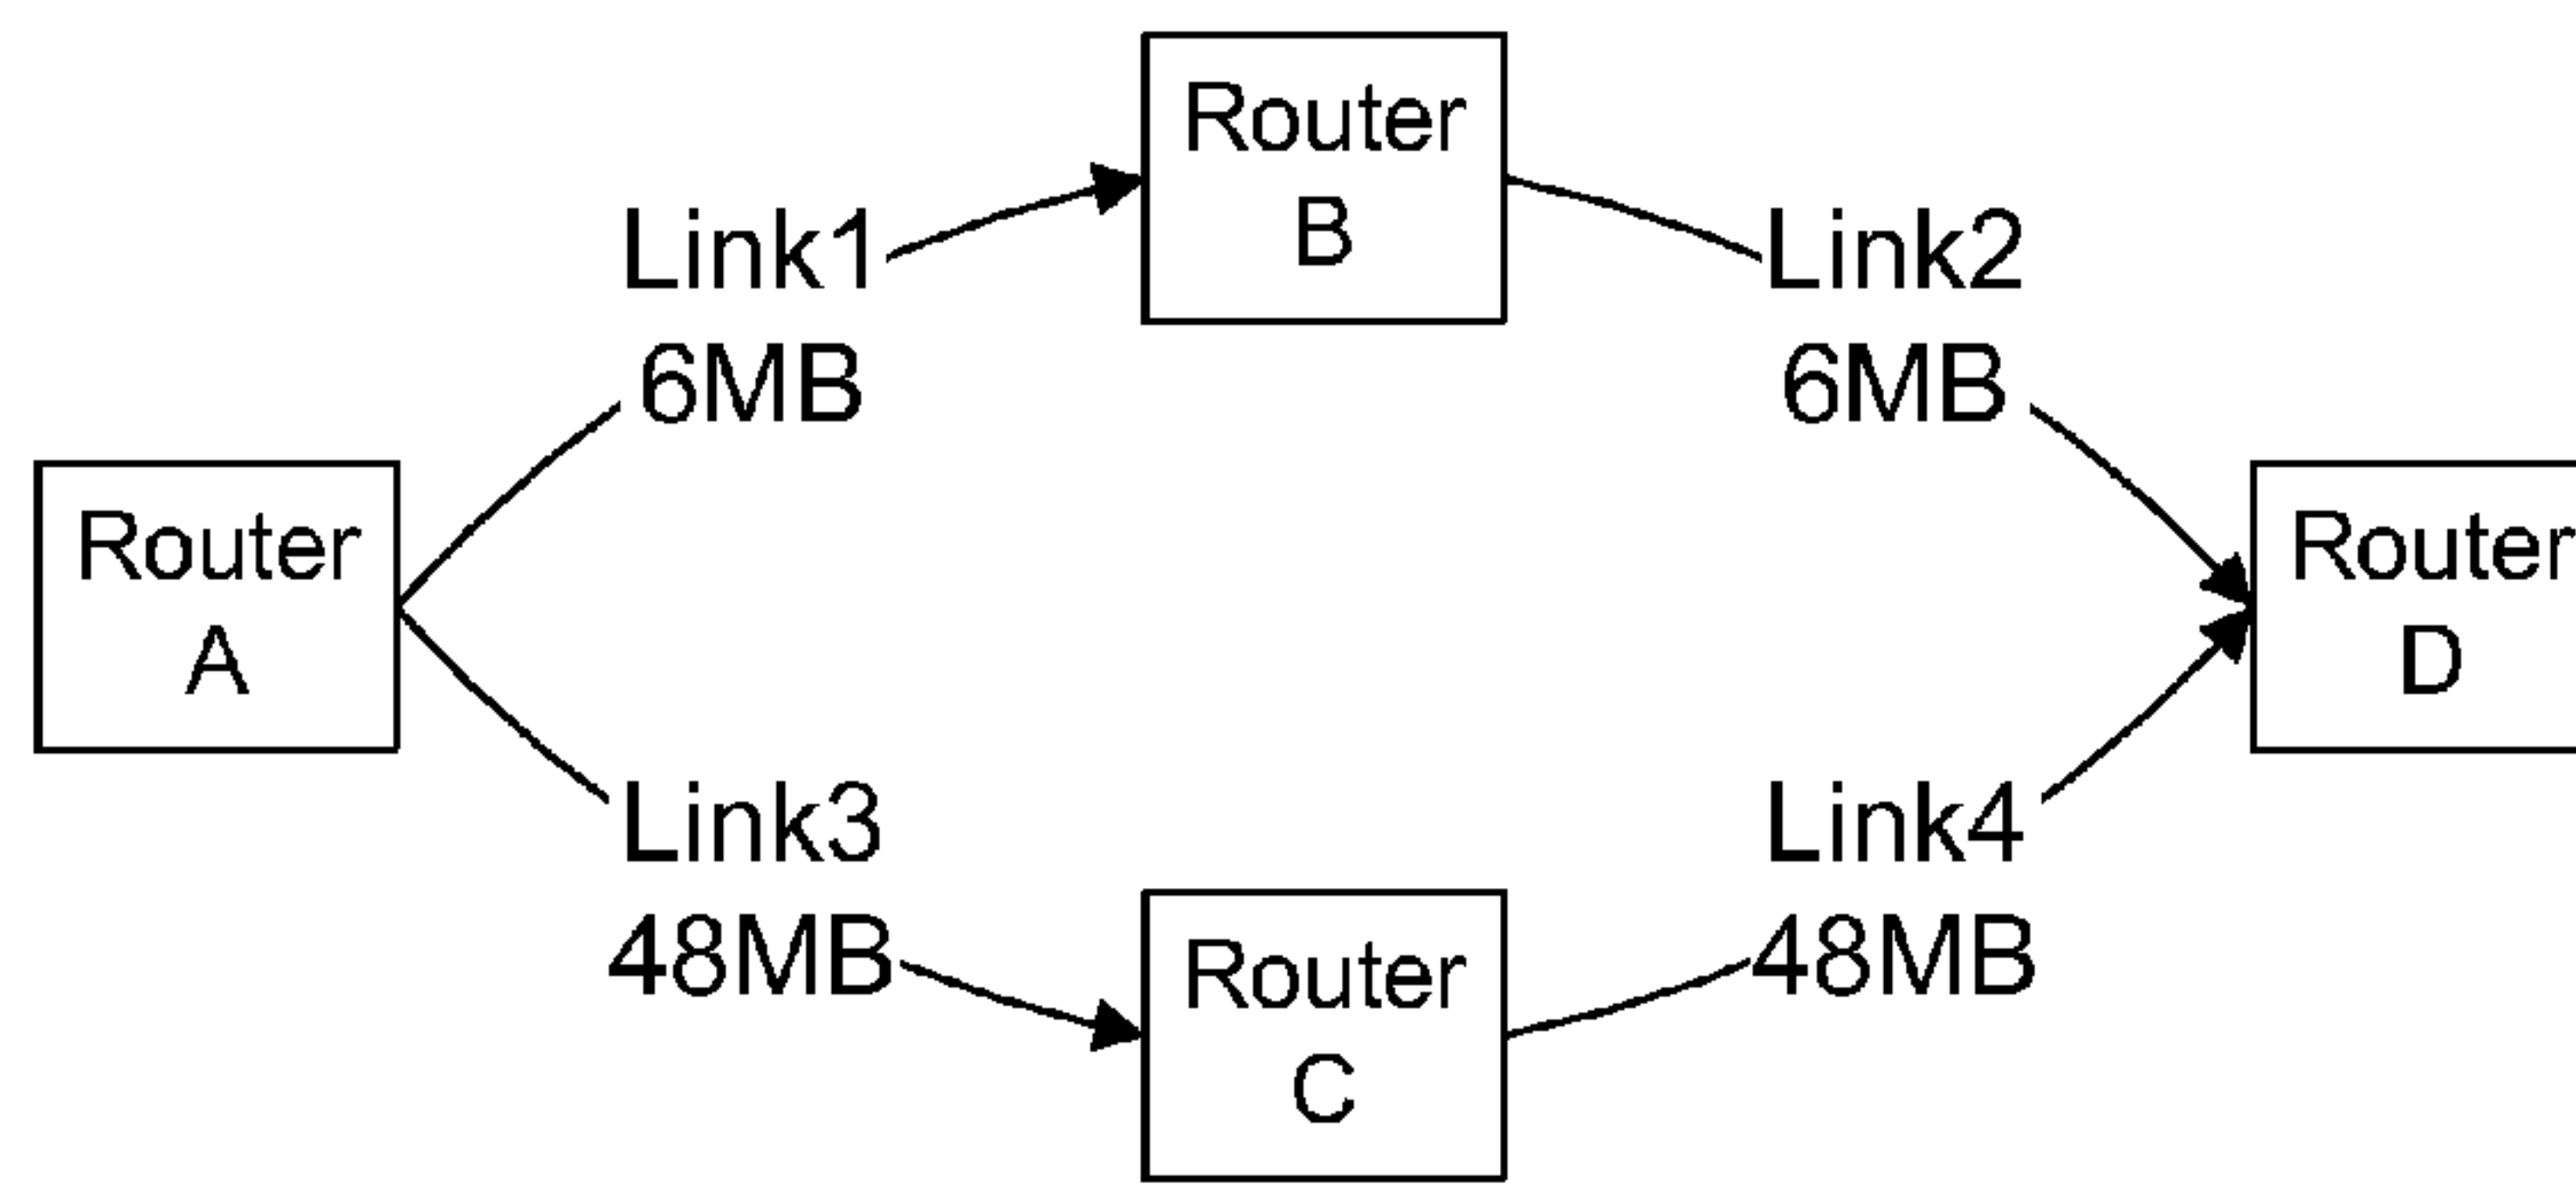 Router
B
Link1
6MB
Link2
6MB
Router
A
Router
D
Link3
48MB
Link4
48MB
Router
C